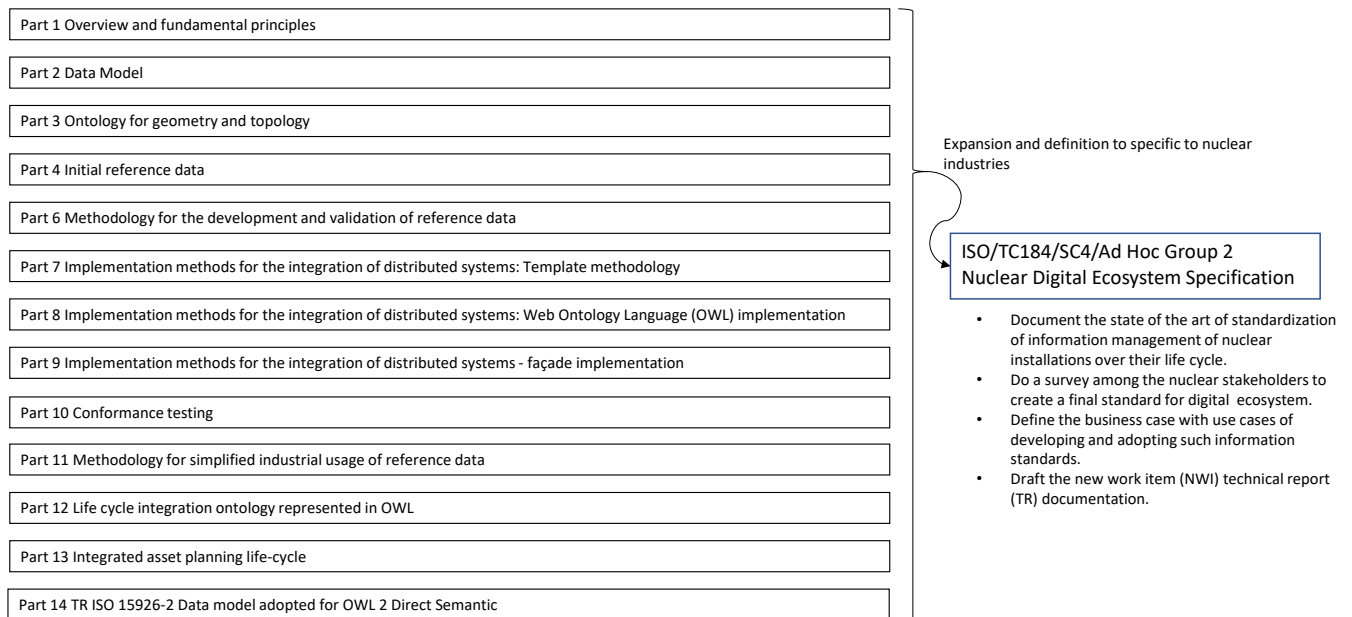 Part 1 Overview and fundamental principles
Part 2 Data Model
Part 3 Ontology for geometry and topology
Part 4 Initial reference data
Part 6 Methodology for the development and validation of reference data
Part 7 Implementation methods for the integration of distributed systems: Template methodology
Part 8 Implementation methods for the integration of distributed systems: Web Ontology Language (OWL) implementation
Part 9 Implementation methods for the integration of distributed systems - façade implementation
Part 10 Conformance testing
Part 11 Methodology for simplified industrial usage of reference data
Part 12 Life cycle integration ontology represented in OWL
Part 13 Integrated asset planning life-cycle
Part 14 TR ISO 15926-2 Data model adopted for OWL 2 Direct Semantic
Expansion and definition to specific to nuclear
industries
ISO/TC184/SC4/Ad Hoc Group 2
Nuclear Digital Ecosystem Specification
• Document the state of the art of standardization
of information management of nuclear
installations over their life cycle.
• Do a survey among the nuclear stakeholders to
create a final standard for digital ecosystem.
• Define the business case with use cases of
developing and adopting such information
standards.
• Draft the new work item (NWI) technical report
(TR) documentation.